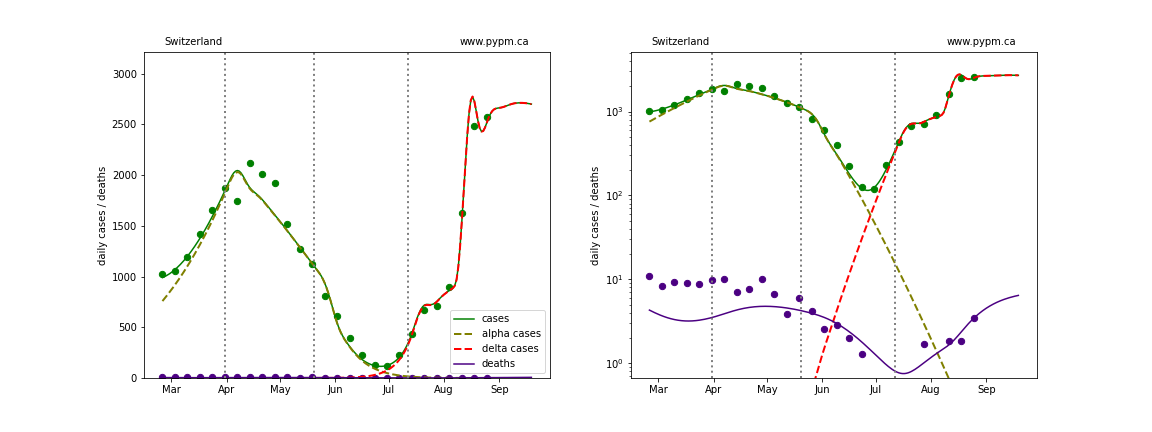 Switzerland www.pypm.ca
daily cases / deaths
3000
2500
2000
1500
1000
500
0
cases
alpha cases
delta cases
deaths
Mar Apr May Jun Jul Aug Sep
Switzerland www.pypm.ca
daily cases / deaths
10³
10²
10¹
10⁰
Mar Apr May Jun Jul Aug Sep